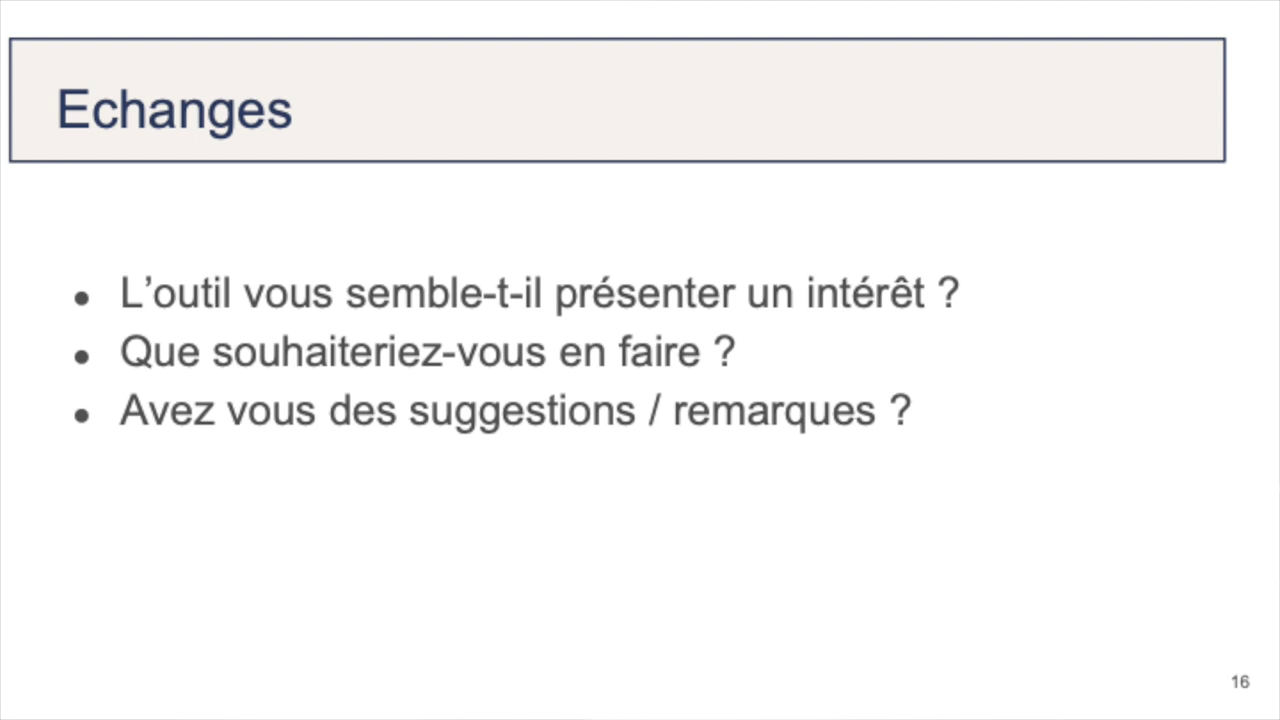 Echanges
• L’outil vous semble-t-il présenter un intérêt ?
• Que souhaiteriez-vous en faire ?
• Avez vous des suggestions / remarques ?
16